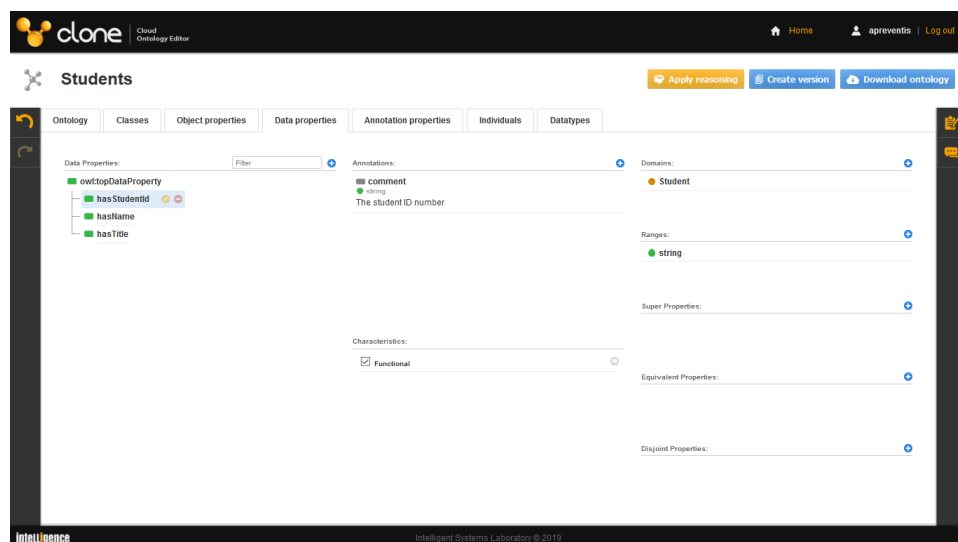 clone Cloud Ontology Editor
Home apreventis | Log out
Students
Apply reasoning Create version Download ontology
Ontology Classes Object properties Data properties Annotation properties Individuals Datatypes
Data Properties: Filter
owl:topDataProperty
hasStudentId
hasName
hasTitle
Annotations:
comment
string
The student ID number
Characteristics:
Functional
Domains:
Student
Ranges:
string
Super Properties:
Equivalent Properties:
Disjoint Properties:
intelligence
Intelligent Systems Laboratory © 2019